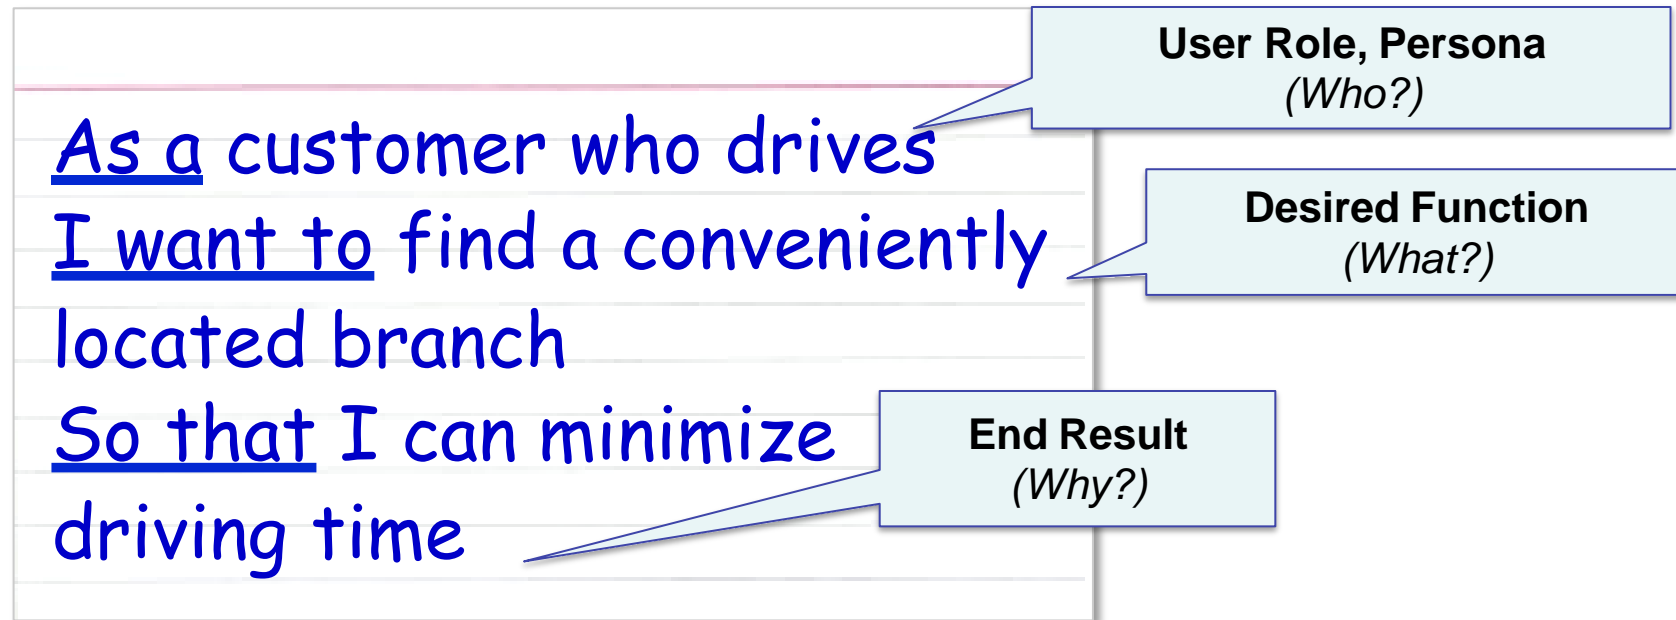 User Role, Persona
(Who?)
As a customer who drives
Desired Function
(What?)
I want to find a conveniently
located branch
End Result
(Why?)
So that I can minimize
driving time